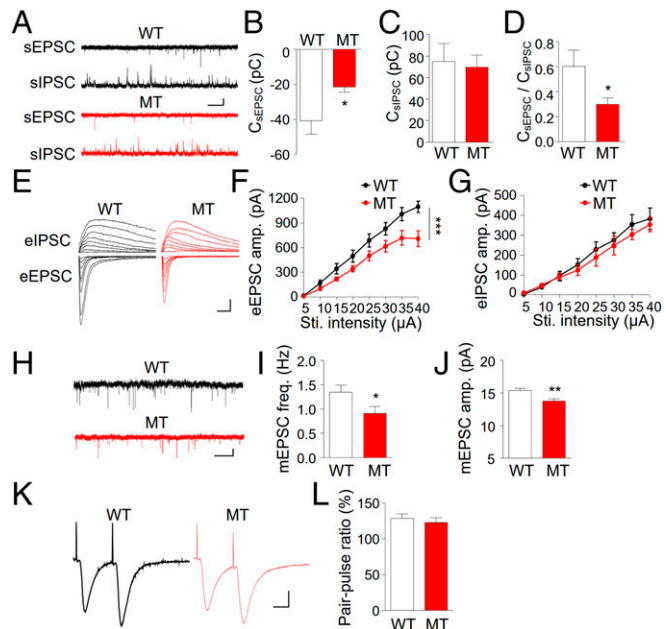 A
WT
sEPSC
sIPSC
MT
sEPSC
sIPSC
B
WT MT
0
-20
-40
-60
CsEPSC (pC)
*
C
100
80
60
40
20
0
CsIPSC (pC)
WT MT
D
0.8
0.6
0.4
0.2
0.0
CsEPSC / CsIPSC
*
WT MT
E
WT MT
eIPSC
eEPSC
F
WT
MT
1200
900
600
300
0
eEPSC amp. (pA)
***
5 10 15 20 25 30 35 40
Sti. intensity (μA)
G
WT
MT
500
400
300
200
100
0
eIPSC amp. (pA)
5 10 15 20 25 30 35 40
Sti. intensity (μA)
H
WT
MT
I
2.0
1.5
1.0
0.5
0.0
mEPSC freq. (Hz)
*
WT MT
J
20
15
10
5
mEPSC amp. (pA)
**
WT MT
K
WT MT
L
150
100
50
0
Pair-pulse ratio (%)
WT MT